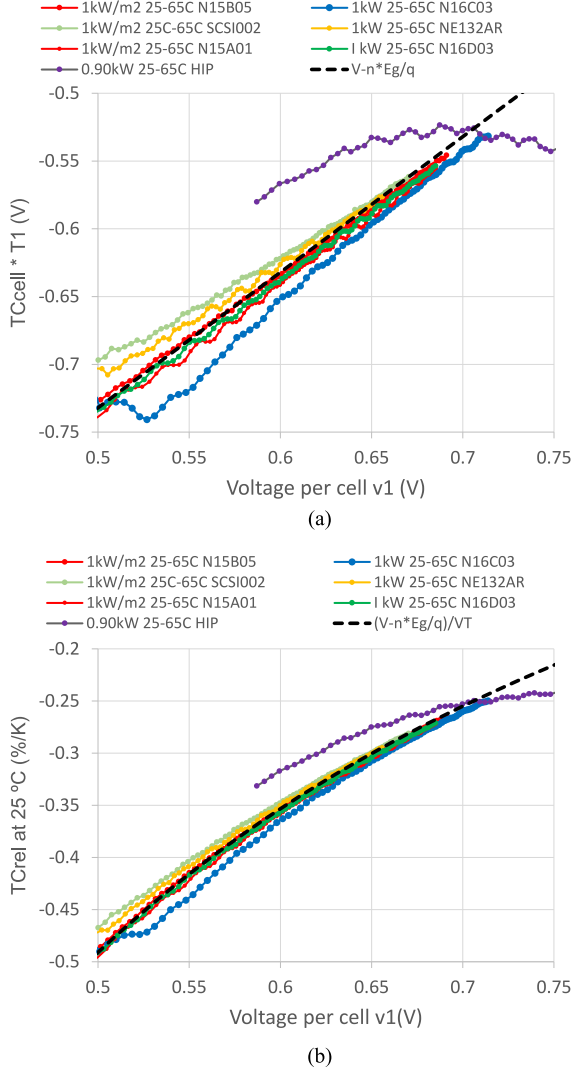 1kW/m2 25-65C N15B05
1kW 25-65C N16C03
1kW/m2 25C-65C SCSI002
1kW 25-65C NE132AR
1kW/m2 25-65C N15A01
I kW 25-65C N16D03
0.90kW 25-65C HIP
V-n*Eg/q
-0.5
-0.55
-0.6
-0.65
-0.7
-0.75
TCcell * T1 (V)
0.5 0.55 0.6 0.65 0.7 0.75
Voltage per cell v1 (V)
(a)
1kW/m2 25-65C N15B05
1kW 25-65C N16C03
1kW/m2 25C-65C SCSI002
1kW 25-65C NE132AR
1kW/m2 25-65C N15A01
I kW 25-65C N16D03
0.90kW 25-65C HIP
(V-n*Eg/q)/VT
-0.2
-0.25
-0.3
-0.35
-0.4
-0.45
-0.5
TCrel at 25 ºC (%/K)
0.5 0.55 0.6 0.65 0.7 0.75
Voltage per cell v1(V)
(b)